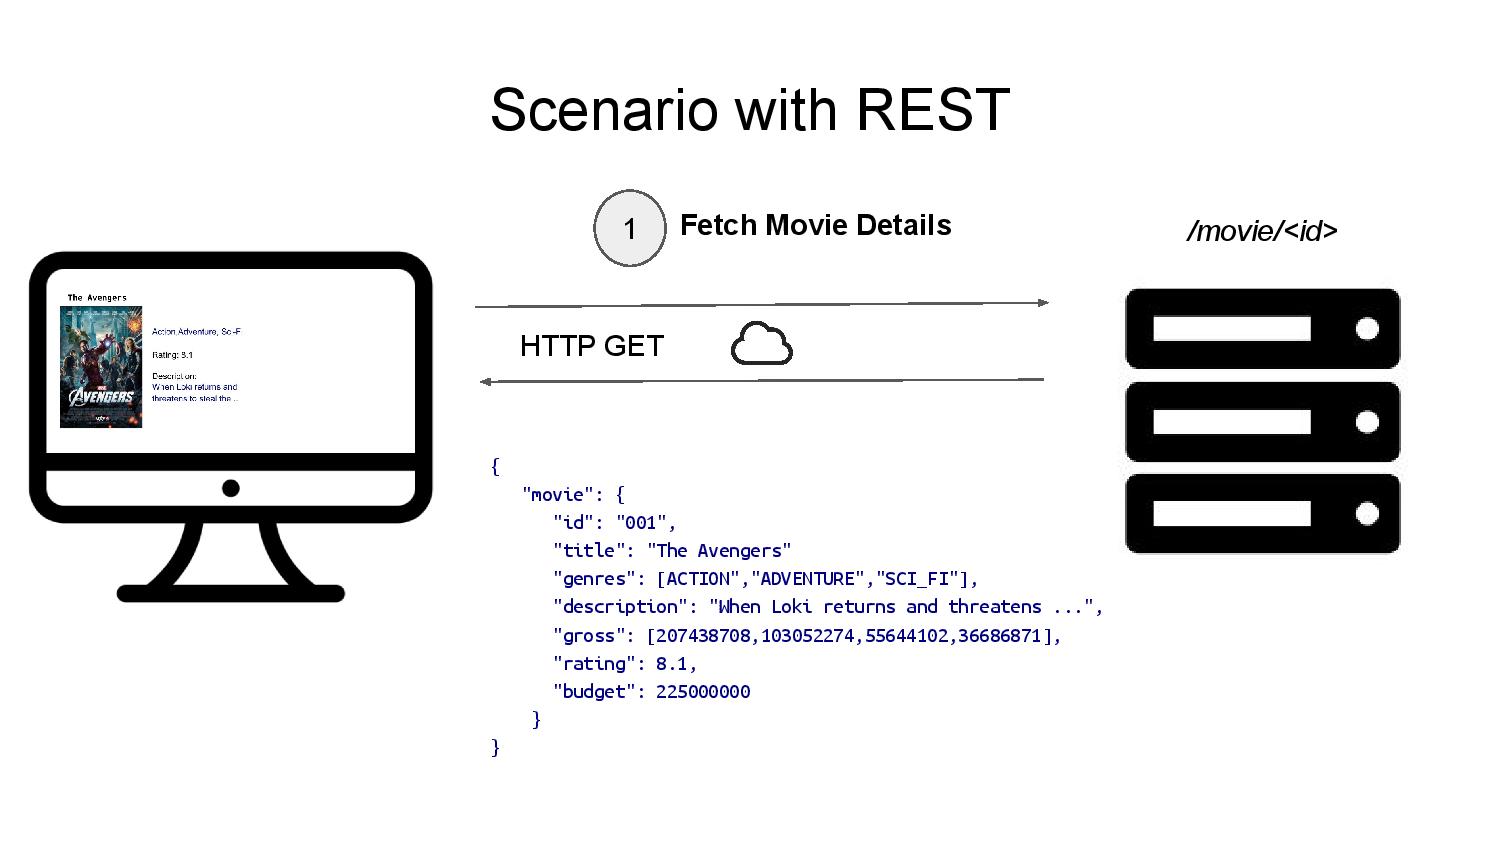 Scenario with REST
1
Fetch Movie Details
/movie/<id>
The Avengers
Action,Adventure, Sci-F
Rating: 8.1
Description:
When Loki returns and
threatens to steal the...
AVENGERS
HTTP GET
{
"movie": {
"id": "001",
"title": "The Avengers"
"genres": [ACTION","ADVENTURE","SCI_FI"],
"description": "When Loki returns and threatens ...",
"gross": [207438708,103052274,55644102,36686871],
"rating": 8.1,
"budget": 225000000
}
}